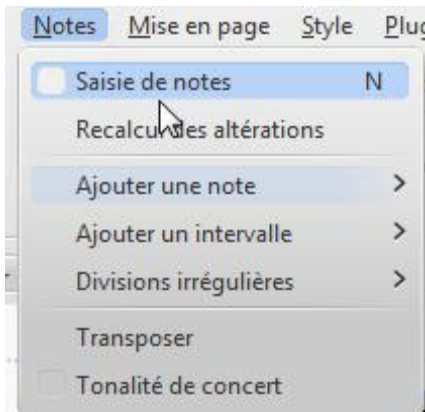 Notes Mise en page Style
Saisie de notes N
Recalcul des altérations
Ajouter une note >
Ajouter un intervalle >
Divisions irrégulières >
Transposer
Tonalité de concert